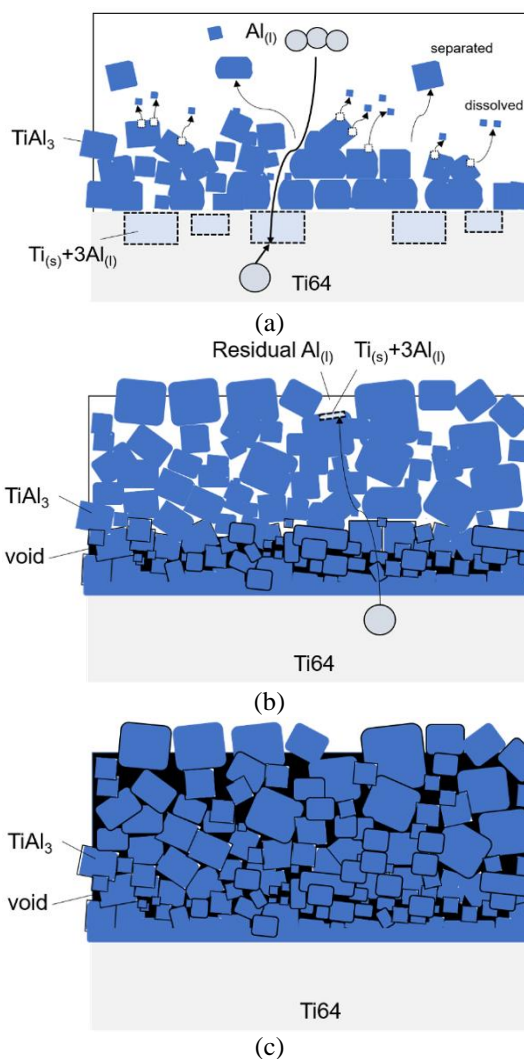 Al(l)
separated
dissolved
TiAl3
Ti(s)+3Al(l)
Ti64
(a)
Residual Al(l)
Ti(s)+3Al(l)
TiAl3
void
Ti64
(b)
TiAl3
void
Ti64
(c)